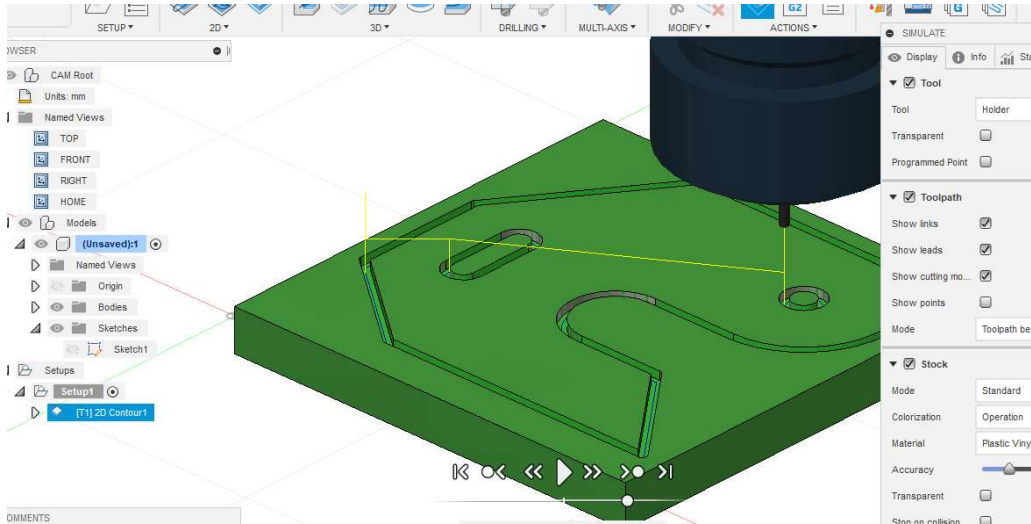 SETUP 2D 3D DRILLING MULTI-AXIS MODIFY ACTIONS
G2 G
OWSER
CAM Root
Units: mm
Named Views
TOP
FRONT
RIGHT
HOME
Models
(Unsaved):1
Named Views
Origin
Bodies
Sketches
Sketch1
Setups
Setup1
[T1] 2D Contour1
OMMENTS
SIMULATE
Display Info Sta
Tool
Tool Holder
Transparent
Programmed Point
Toolpath
Show links
Show leads
Show cutting mo...
Show points
Mode Toolpath be
Stock
Mode Standard
Colorization Operation
Material Plastic Viny
Accuracy
Transparent
Stop on collision